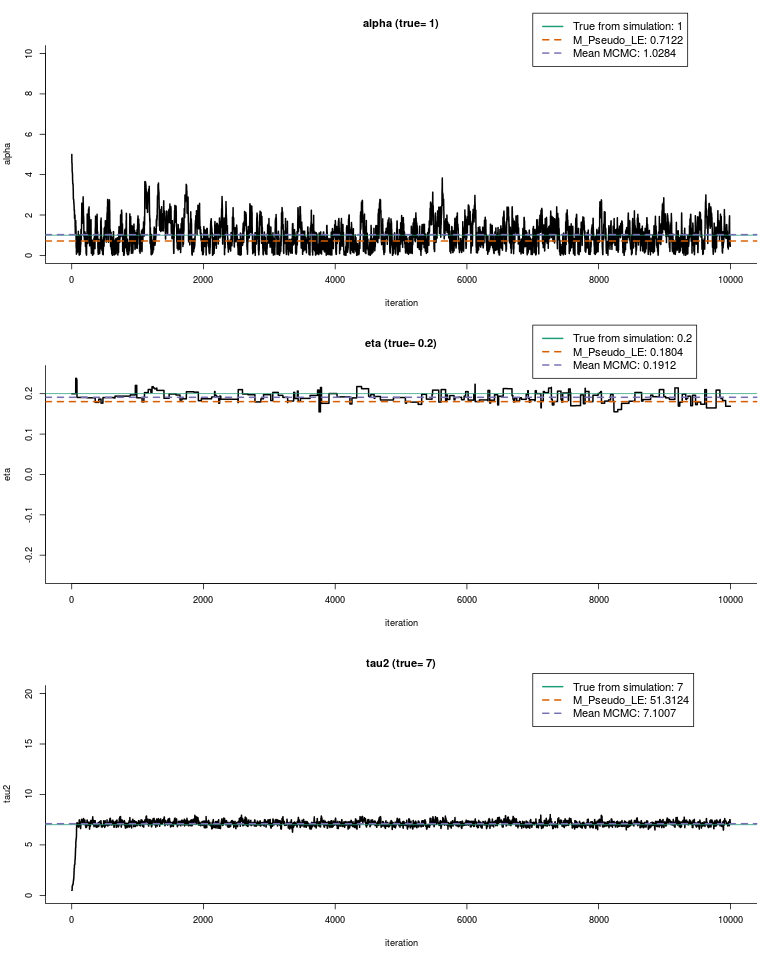 alpha (true= 1)
True from simulation: 1
M_Pseudo_LE: 0.7122
Mean MCMC: 1.0284
10
8
6
4
2
0
alpha
0 2000 4000 6000 8000 10000
iteration
eta (true= 0.2)
True from simulation: 0.2
M_Pseudo_LE: 0.1804
Mean MCMC: 0.1912
0.2
0.1
0.0
-0.1
-0.2
eta
0 2000 4000 6000 8000 10000
iteration
tau2 (true= 7)
True from simulation: 7
M_Pseudo_LE: 51.3124
Mean MCMC: 7.1007
20
15
10
5
0
tau2
0 2000 4000 6000 8000 10000
iteration